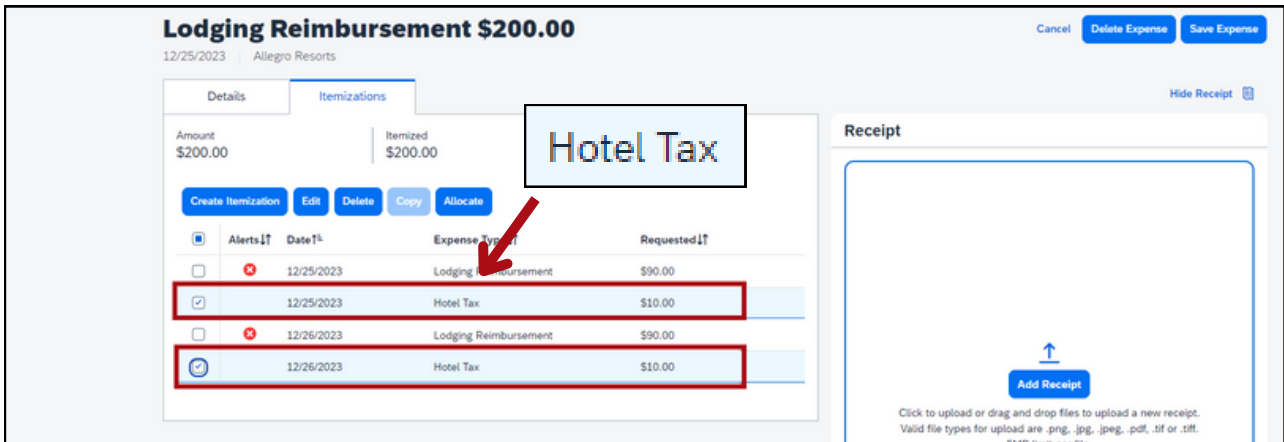 Lodging Reimbursement $200.00
Cancel Delete Expense Save Expense
12/25/2023 | Allegro Resorts
Details Itemizations
Hide Receipt
Amount Itemized
$200.00 $200.00
Hotel Tax
Receipt
Create Itemization Edit Delete Copy Allocate
Alerts Date Expense Requested
12/25/2023 Lodging $90.00
12/25/2023 Hotel Tax $10.00
12/26/2023 Lodging Reimbursement $90.00
12/26/2023 Hotel Tax $10.00
Add Receipt
Click to upload or drag and drop files to upload a new receipt.
Valid file types for upload are .png, .jpg, .jpeg, .pdf, .tif or .tiff.